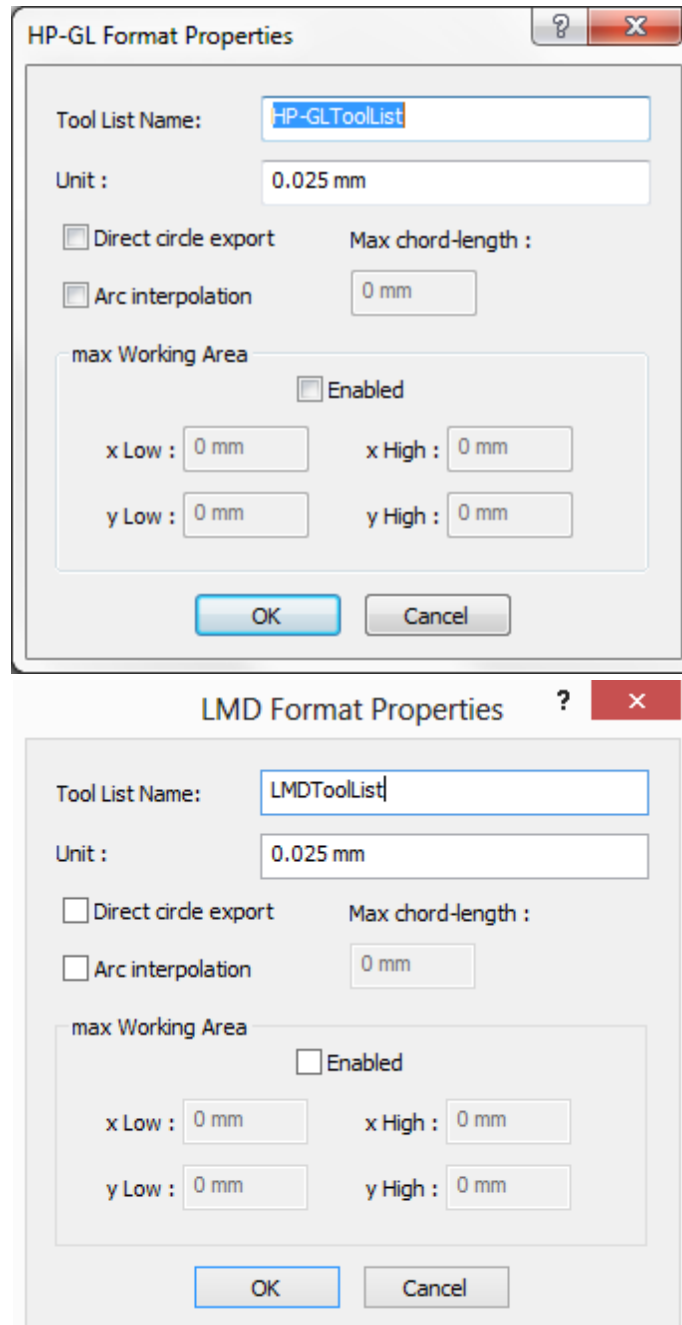 HP-GL Format Properties
Tool List Name: HP-GLToolList
Unit : 0.025 mm
Direct circle export Max chord-length :
Arc interpolation 0 mm
max Working Area
Enabled
x Low : 0 mm x High : 0 mm
y Low : 0 mm y High : 0 mm
OK Cancel
LMD Format Properties ?
Tool List Name: LMDToolList
Unit : 0.025 mm
Direct circle export Max chord-length :
Arc interpolation 0 mm
max Working Area
Enabled
x Low : 0 mm x High : 0 mm
y Low : 0 mm y High : 0 mm
OK Cancel